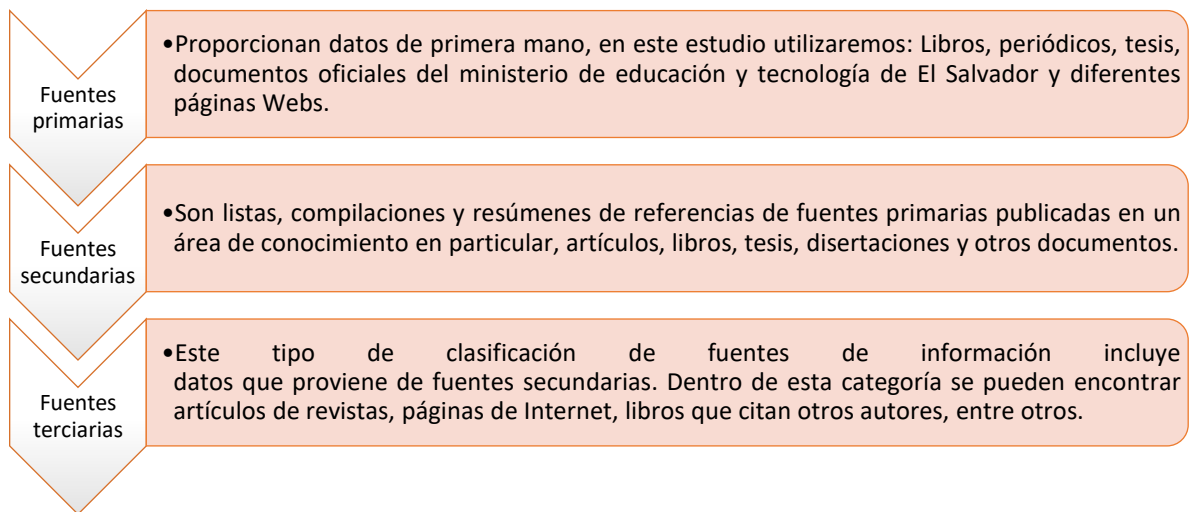 Fuentes
primarias
•Proporcionan datos de primera mano, en este estudio utilizaremos: Libros, periódicos, tesis,
documentos oficiales del ministerio de educación y tecnología de El Salvador y diferentes
páginas Webs.
Fuentes
secundarias
•Son listas, compilaciones y resúmenes de referencias de fuentes primarias publicadas en un
área de conocimiento en particular, artículos, libros, tesis, disertaciones y otros documentos.
Fuentes
terciarias
•Este tipo de clasificación de fuentes de información incluye
datos que proviene de fuentes secundarias. Dentro de esta categoría se pueden encontrar
artículos de revistas, páginas de Internet, libros que citan otros autores, entre otros.